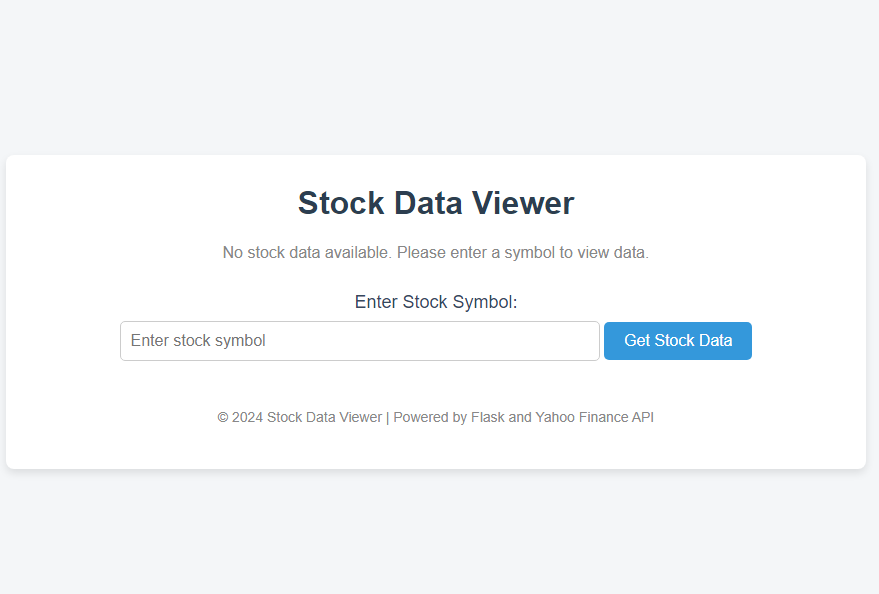 Stock Data Viewer
No stock data available. Please enter a symbol to view data.
Enter Stock Symbol:
Enter stock symbol
Get Stock Data
© 2024 Stock Data Viewer | Powered by Flask and Yahoo Finance API